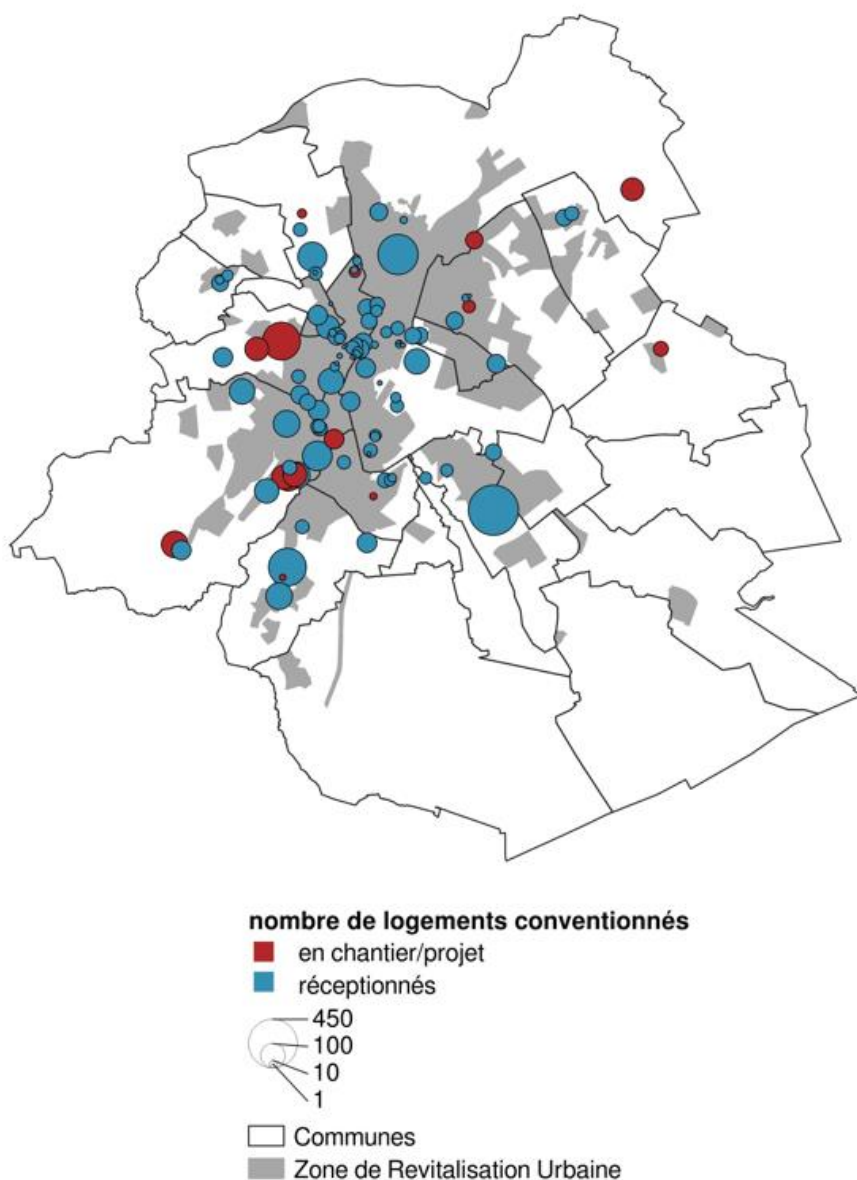 nombre de logements conventionnés
en chantier/projet
réceptionnés
450
100
10
1
Communes
Zone de Revitalisation Urbaine